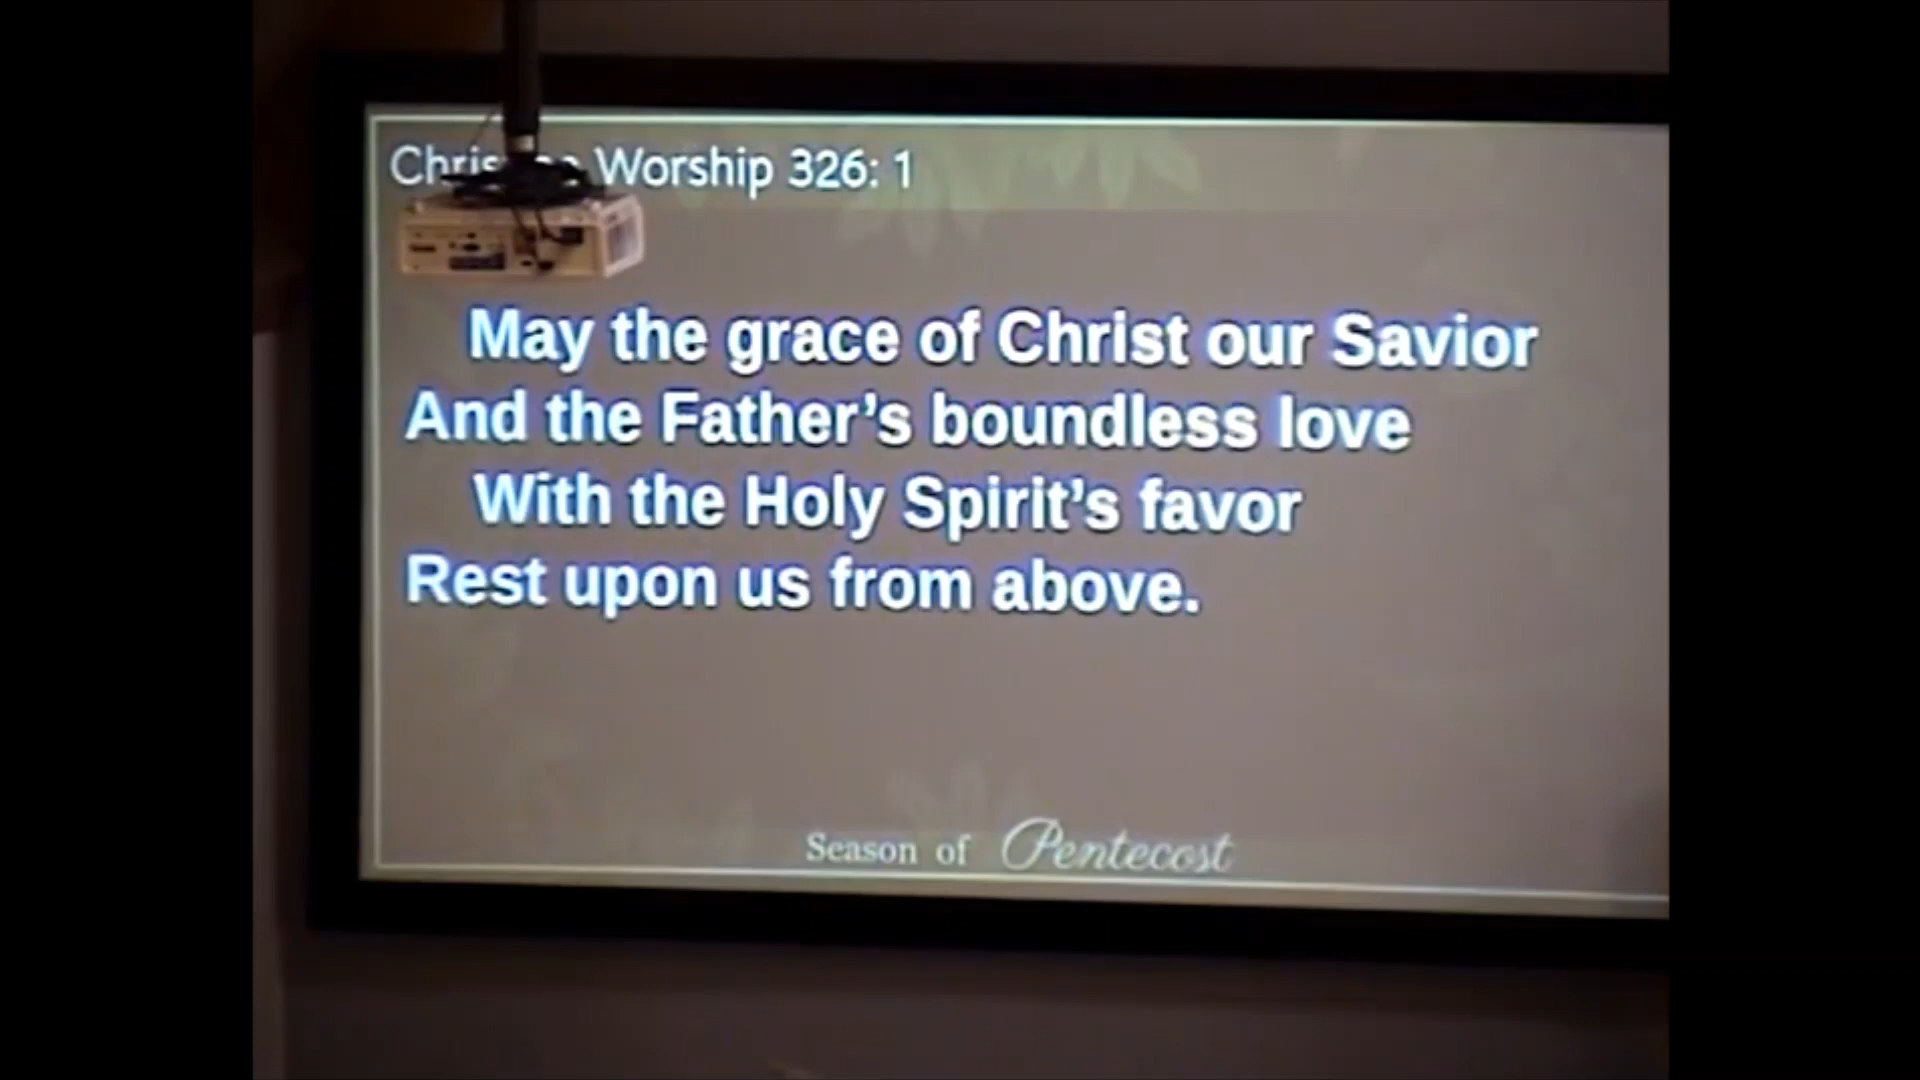 Worship 326: 1
May the grace of Christ our Savior
And the Father’s boundless love
With the Holy Spirit’s favor
Rest upon us from above.
Season of Pentecost